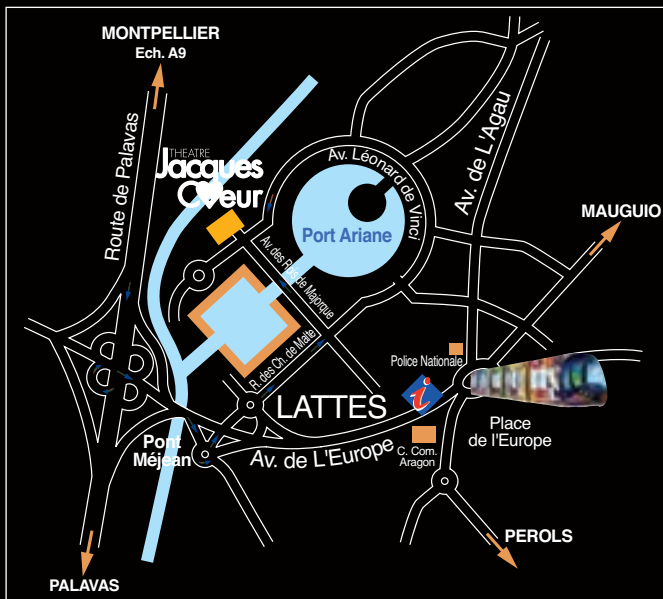 MONTPELLIER
Ech. A9
Route de Palavas
THEATRE
Jacques
Cœur
Av. Léonard de Vinci
Av. de L'Agau
Port Ariane
MAUGUIO
Av. des Rois de Majorque
R. des Ch. de Malte
Police Nationale
i
LATTES
Place
de l'Europe
Pont
Méjean
Av. de L'Europe
C. Com.
Aragon
PEROLS
PALAVAS